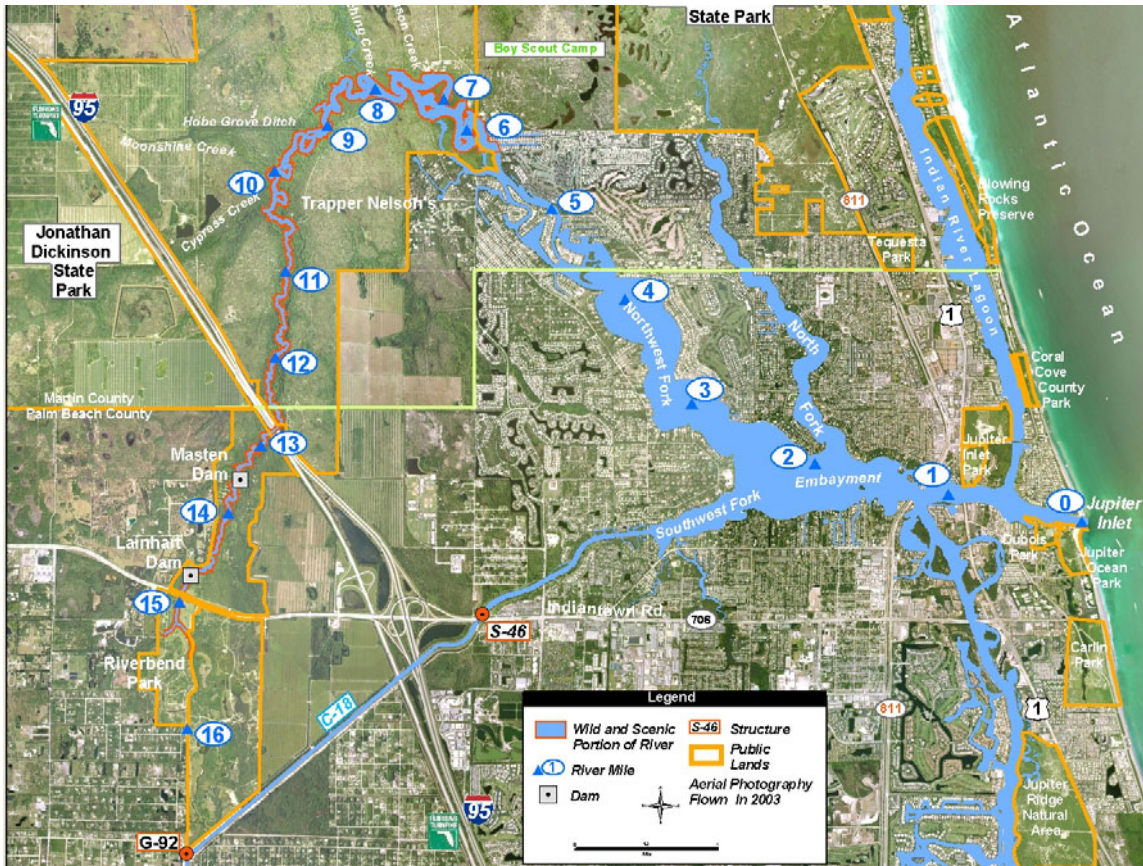 State Park
Boy Scout Camp
Atlantic Ocean
95
Hobe Grove Ditch
Moonshine Creek
7
8
6
9
10
Indian River Lagoon
Blowing
Rocks
Preserve
Trapper Nelson's
Cypress Creek
5
811
Jonathan
Dickinson
State
Park
Tequesta
Park
11
4
Northwest Fork
North
Fork
1
12
Coral
Cove
County
Park
3
Martin County
Palm Beach County
13
Masten
Dam
2
Embayment
Jupiter
Inlet
Park
1
14
0
Jupiter
Inlet
Southwest Fork
Lainhart
Dam
Dubois
Park
Jupiter
Ocean
Park
15
Indiantown Rd.
S-46
706
Riverbend
Park
Carlin
Park
C-18
16
811
1
Legend
Wild and Scenic
Portion of River
S-46 Structure
Public
Lands
1 River Mile
Dam
Aerial Photography
Flown In 2003
95
Jupiter
Ridge
Natural
Area
G-92